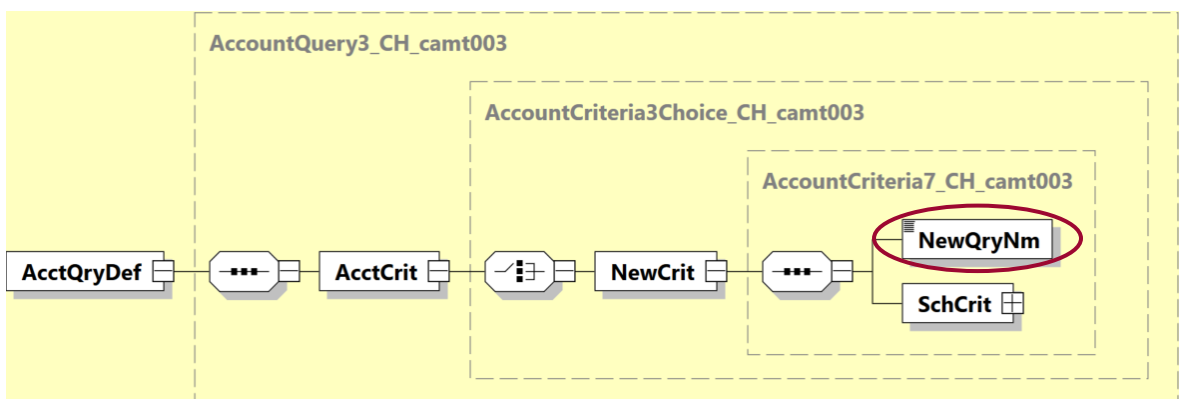 AccountQuery3_CH_camt003
AccountCriteria3Choice_CH_camt003
AccountCriteria7_CH_camt003
NewQryNm
AcctQryDef
AcctCrit
NewCrit
SchCrit